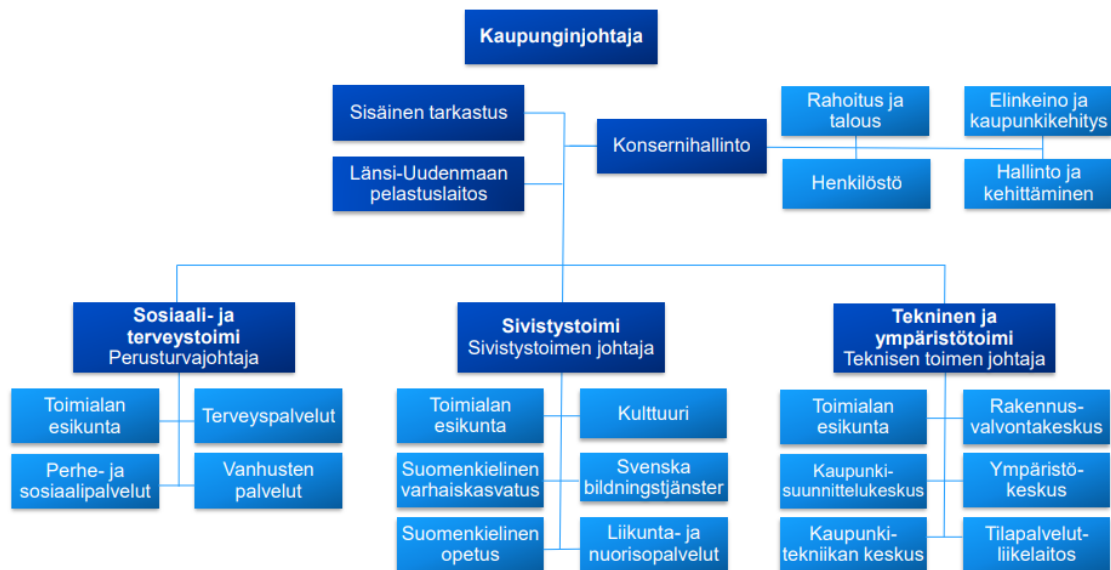 Kaupunginjohtaja
Sisäinen tarkastus
Länsi-Uudenmaan
pelastuslaitos
Konsernihallinto
Rahoitus ja
talous
Elinkeino ja
kaupunkikehitys
Henkilöstö
Hallinto ja
kehittäminen
Sosiaali- ja
terveystoimi
Perusturvajohtaja
Toimialan
esikunta
Terveyspalvelut
Perhe- ja
sosiaalipalvelut
Vanhusten
palvelut
Sivistystoimi
Sivistystoimen johtaja
Toimialan
esikunta
Kulttuuri
Suomenkielinen
varhaiskasvatus
Svenska
bildningstjänster
Suomenkielinen
opetus
Liikunta- ja
nuorisopalvelut
Tekninen ja
ympäristötoimi
Teknisen toimen johtaja
Toimialan
esikunta
Rakennus-
valvontakeskus
Kaupunki-
suunnittelukeskus
Ympäristö-
keskus
Kaupunki-
tekniikan keskus
Tilapalvelut-
liikelaitos